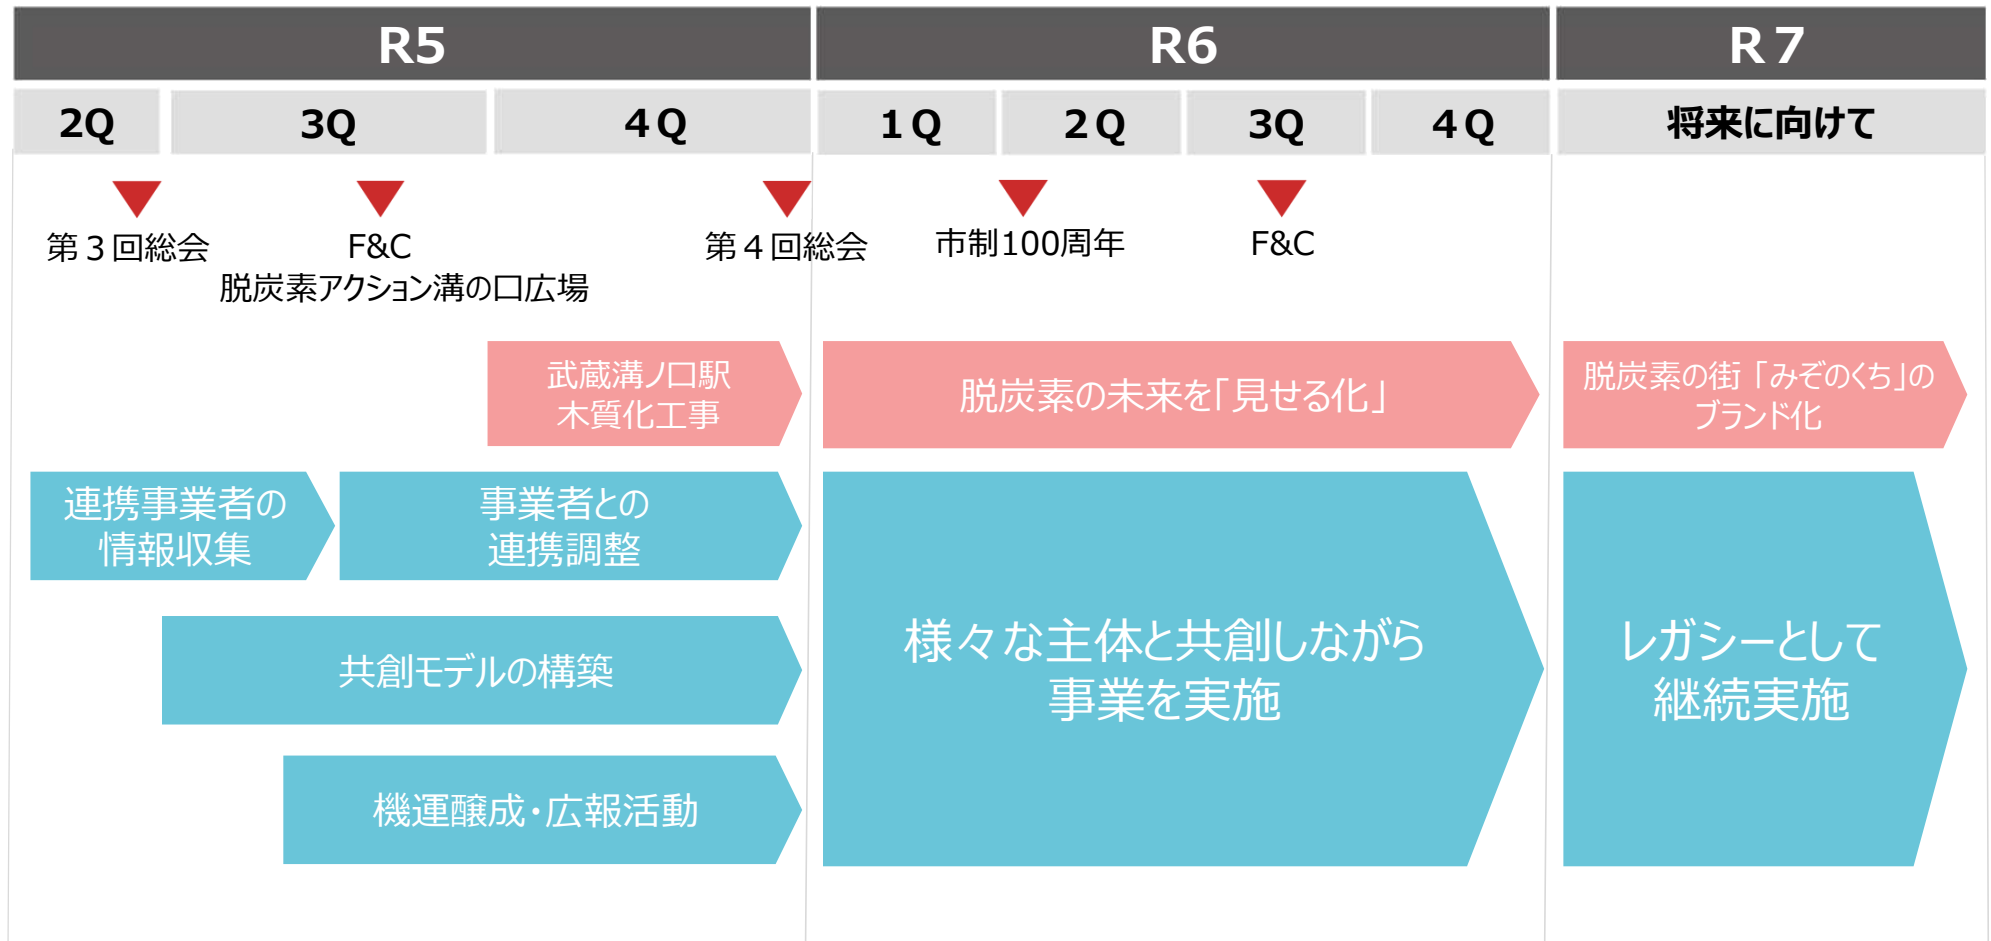 R5
R6
R７
2Q
3Q
４Q
１Q
２Q
3Q
４Q
将来に向けて
第３回総会
F&C
脱炭素アクション溝の口広場
第４回総会
市制100周年
F&C
武蔵溝ノ口駅
木質化工事
脱炭素の未来を「見せる化」
脱炭素の街「みぞのくち」の
ブランド化
連携事業者の
情報収集
事業者との
連携調整
共創モデルの構築
機運醸成・広報活動
様々な主体と共創しながら
事業を実施
レガシーとして
継続実施